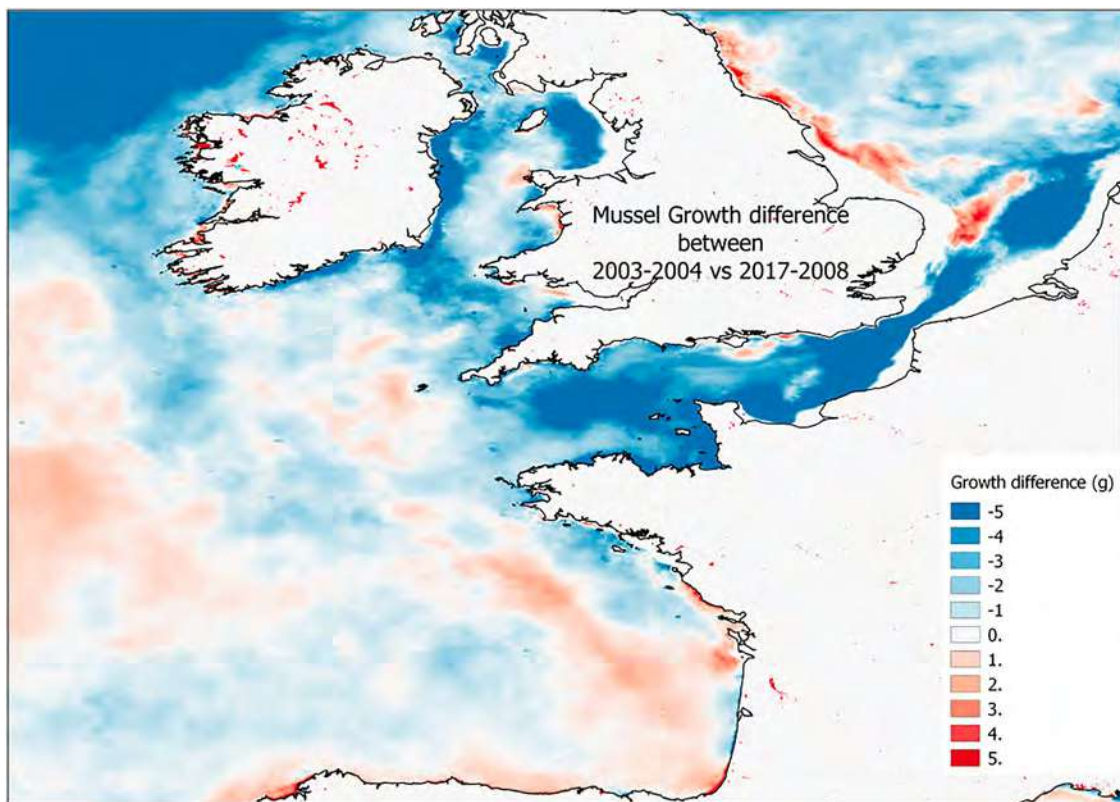 Mussel Growth difference
between
2003-2004 vs 2017-2008
Growth difference (g)
-5
-4
-3
-2
-1
0.
1.
2.
3.
4.
5.